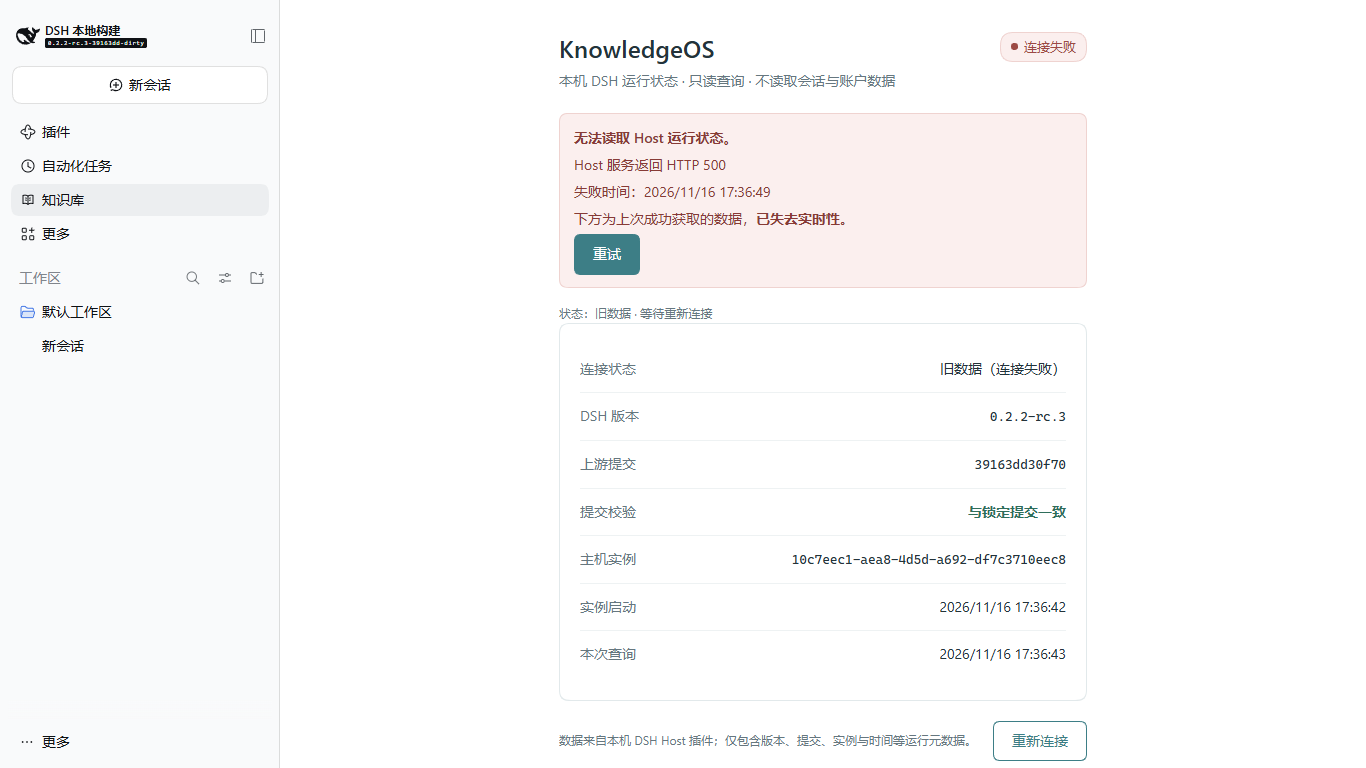 DSH 本地构建
0.2.2-rc.3-39163dd-dirty
新会话
插件
自动化任务
知识库
更多
工作区
默认工作区
新会话
更多
KnowledgeOS
连接失败
本机 DSH 运行状态 · 只读查询 · 不读取会话与账户数据
无法读取 Host 运行状态。
Host 服务返回 HTTP 500
失败时间：2026/11/16 17:36:49
下方为上次成功获取的数据，已失去实时性。
重试
状态：旧数据 · 等待重新连接
连接状态 旧数据（连接失败）
DSH 版本 0.2.2-rc.3
上游提交 39163dd30f70
提交校验 与锁定提交一致
主机实例 10c7eec1-aea8-4d5d-a692-df7c3710eec8
实例启动 2026/11/16 17:36:42
本次查询 2026/11/16 17:36:43
数据来自本机 DSH Host 插件；仅包含版本、提交、实例与时间等运行元数据。
重新连接